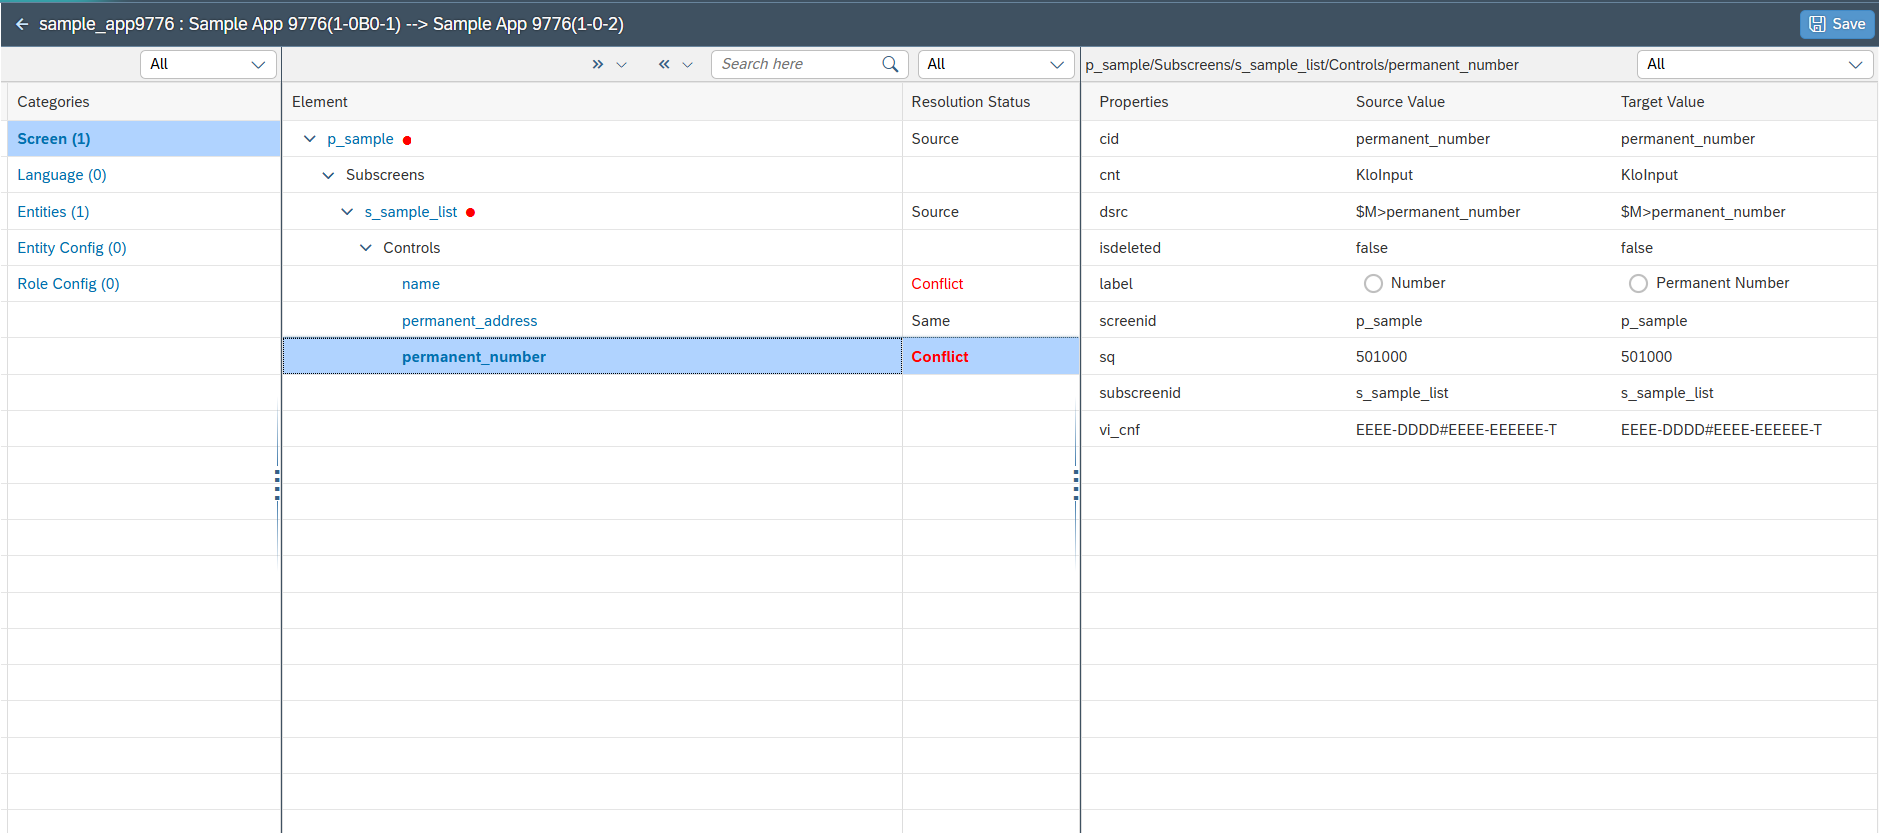 sample_app9776 : Sample App 9776(1-0B0-1) --> Sample App 9776(1-0-2)
Save
All
Search here
All
p_sample/Subscreens/s_sample_list/Controls/permanent_number
All
Categories
Screen (1)
Language (0)
Entities (1)
Entity Config (0)
Role Config (0)
Element Resolution Status
p_sample Source
Subscreens
s_sample_list Source
Controls
name Conflict
permanent_address Same
permanent_number Conflict
Properties Source Value Target Value
cid permanent_number permanent_number
cnt KloInput KloInput
dsrc $M>permanent_number $M>permanent_number
isdeleted false false
label Number Permanent Number
screenid p_sample p_sample
sq 501000 501000
subscreenid s_sample_list s_sample_list
vi_cnf EEEE-DDDD#EEEE-EEEEEE-T EEEE-DDDD#EEEE-EEEEEE-T